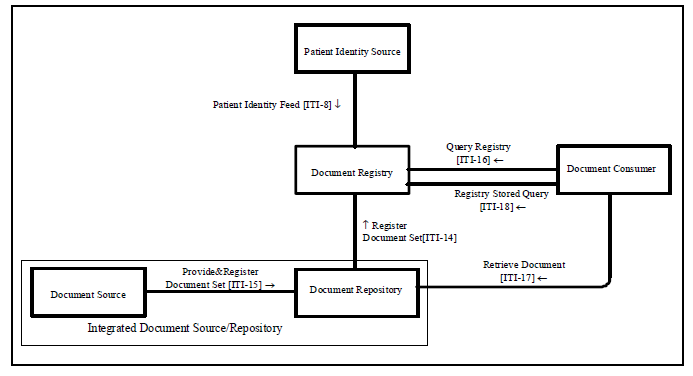 Patient Identity Source
Patient Identity Feed [ITI-8] ↓
Query Registry
[ITI-16] ←
Document Consumer
Document Registry
Registry Stored Query
[ITI-18] ←
↑ Register
Document Set[ITI-14]
Retrieve Document
[ITI-17] ←
Provide&Register
Document Set [ITI-15] →
Document Source
Document Repository
Integrated Document Source/Repository